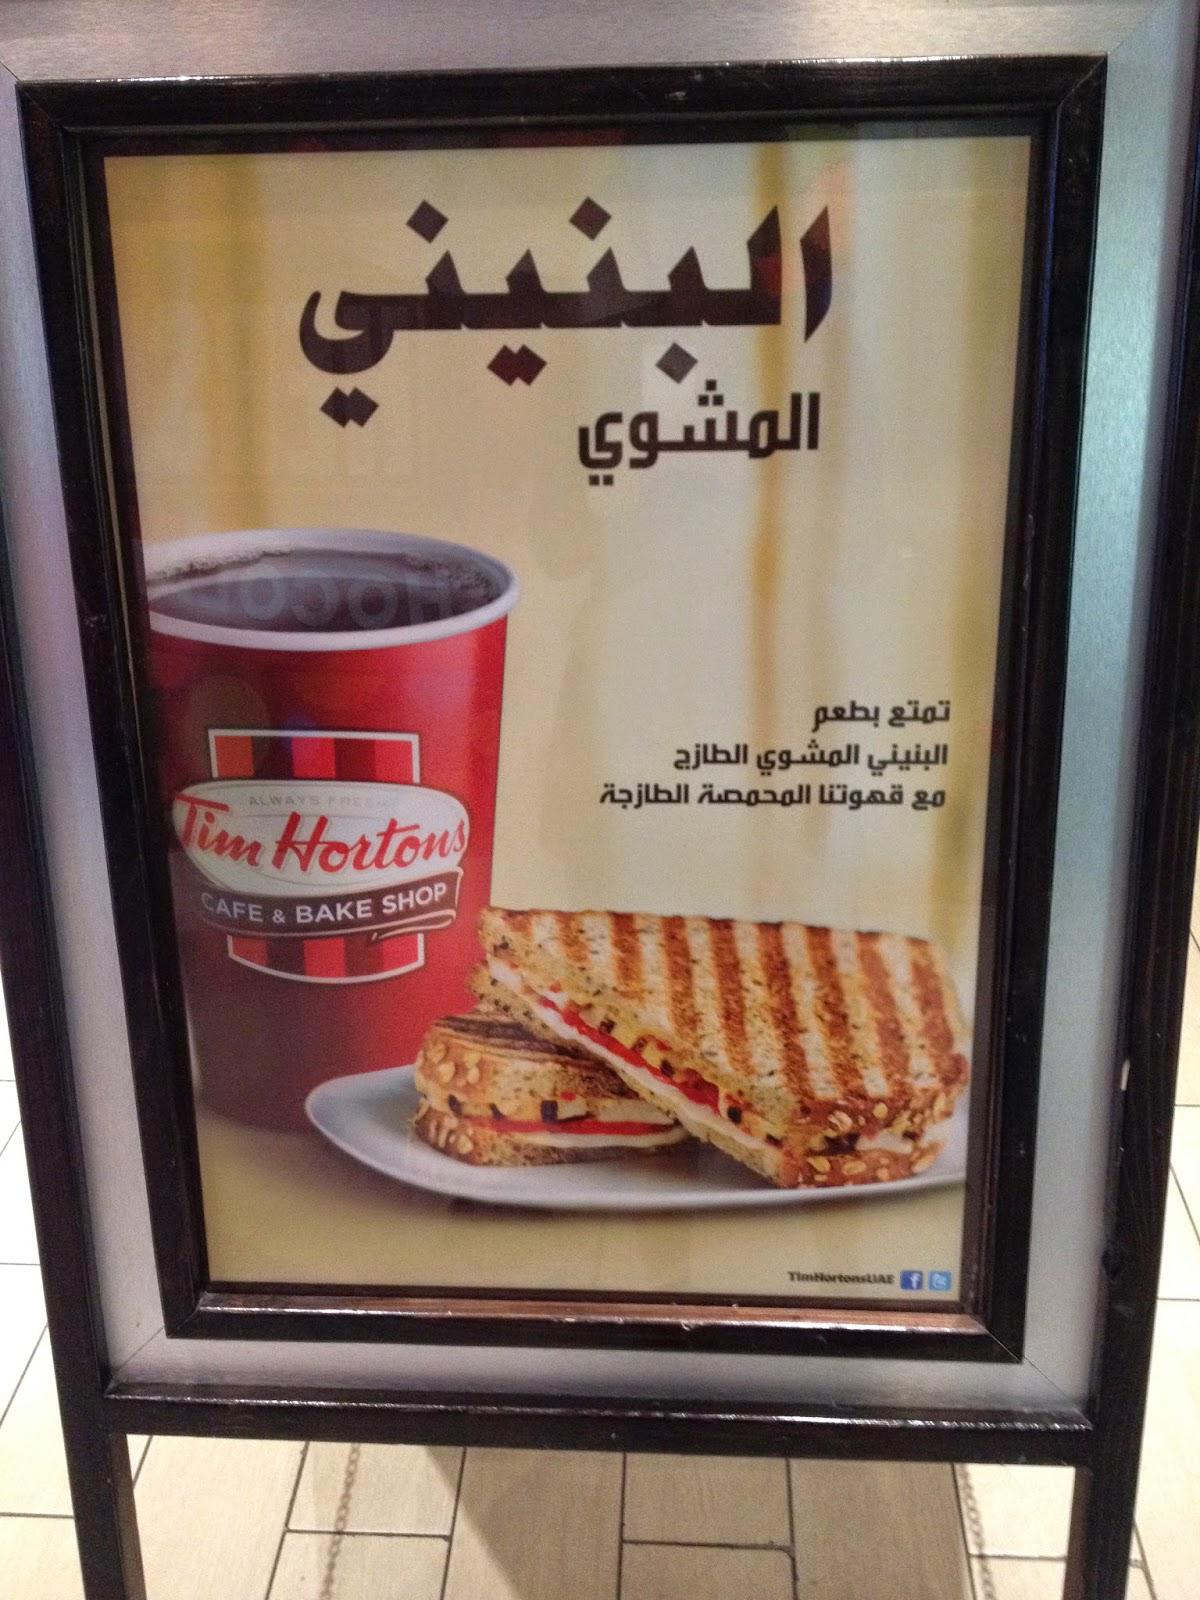 البنيني
المشوي
تمتع بطعم
البنيني المشوي الطازج
مع قهوتنا المحمصة الطازجة
ALWAYS FRESH
Tim Hortons
CAFE & BAKE SHOP
TimHortonsUAE